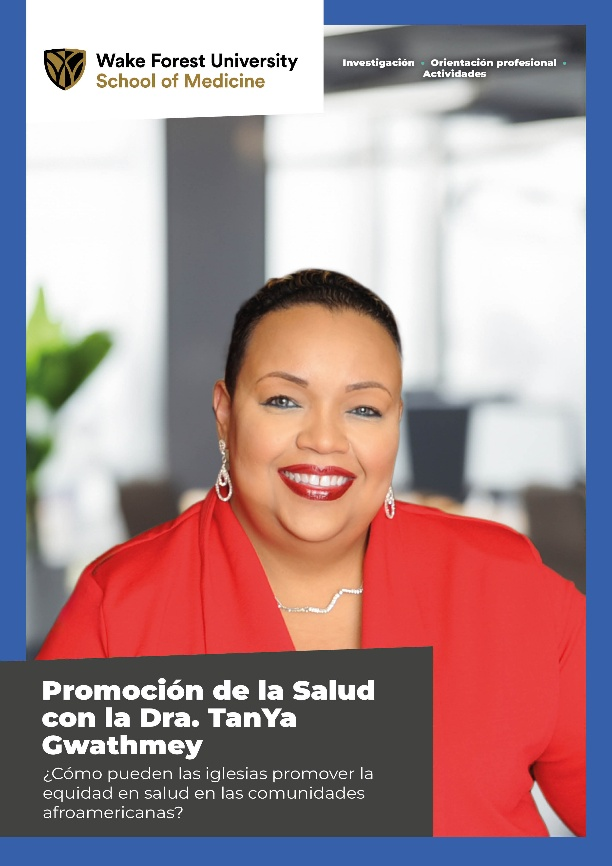 Wake Forest University
School of Medicine
Investigación • Orientación profesional •
Actividades
Promoción de la Salud
con la Dra. TanYa
Gwathmey
¿Cómo pueden las iglesias promover la
equidad en salud en las comunidades
afroamericanas?